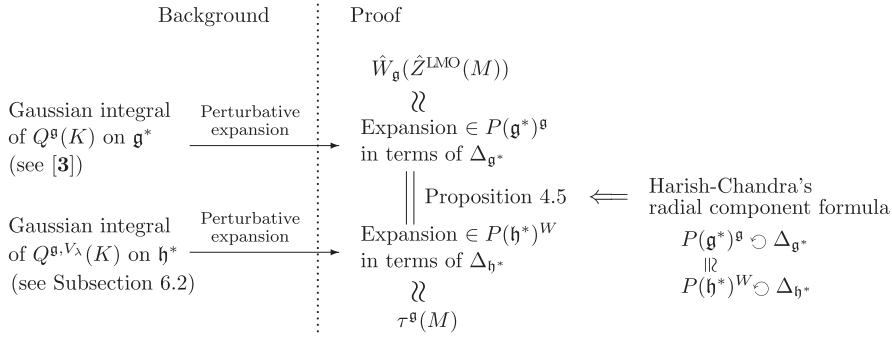 Background
Proof
Ŵ_𝔤(Ẑ^LMO(M))
≈
Gaussian integral
of Q^𝔤(K) on 𝔤*
(see [3])
Perturbative
expansion
Expansion ∈ P(𝔤*)^𝔤
in terms of Δ_𝔤*
Proposition 4.5
⟸
Harish-Chandra's
radial component formula
P(𝔤*)^𝔤 ↺ Δ_𝔤*
≅
P(𝔥*)^W ↺ Δ_𝔥*
Gaussian integral
of Q^{𝔤,V_λ}(K) on 𝔥*
(see Subsection 6.2)
Perturbative
expansion
Expansion ∈ P(𝔥*)^W
in terms of Δ_𝔥*
≈
τ^𝔤(M)